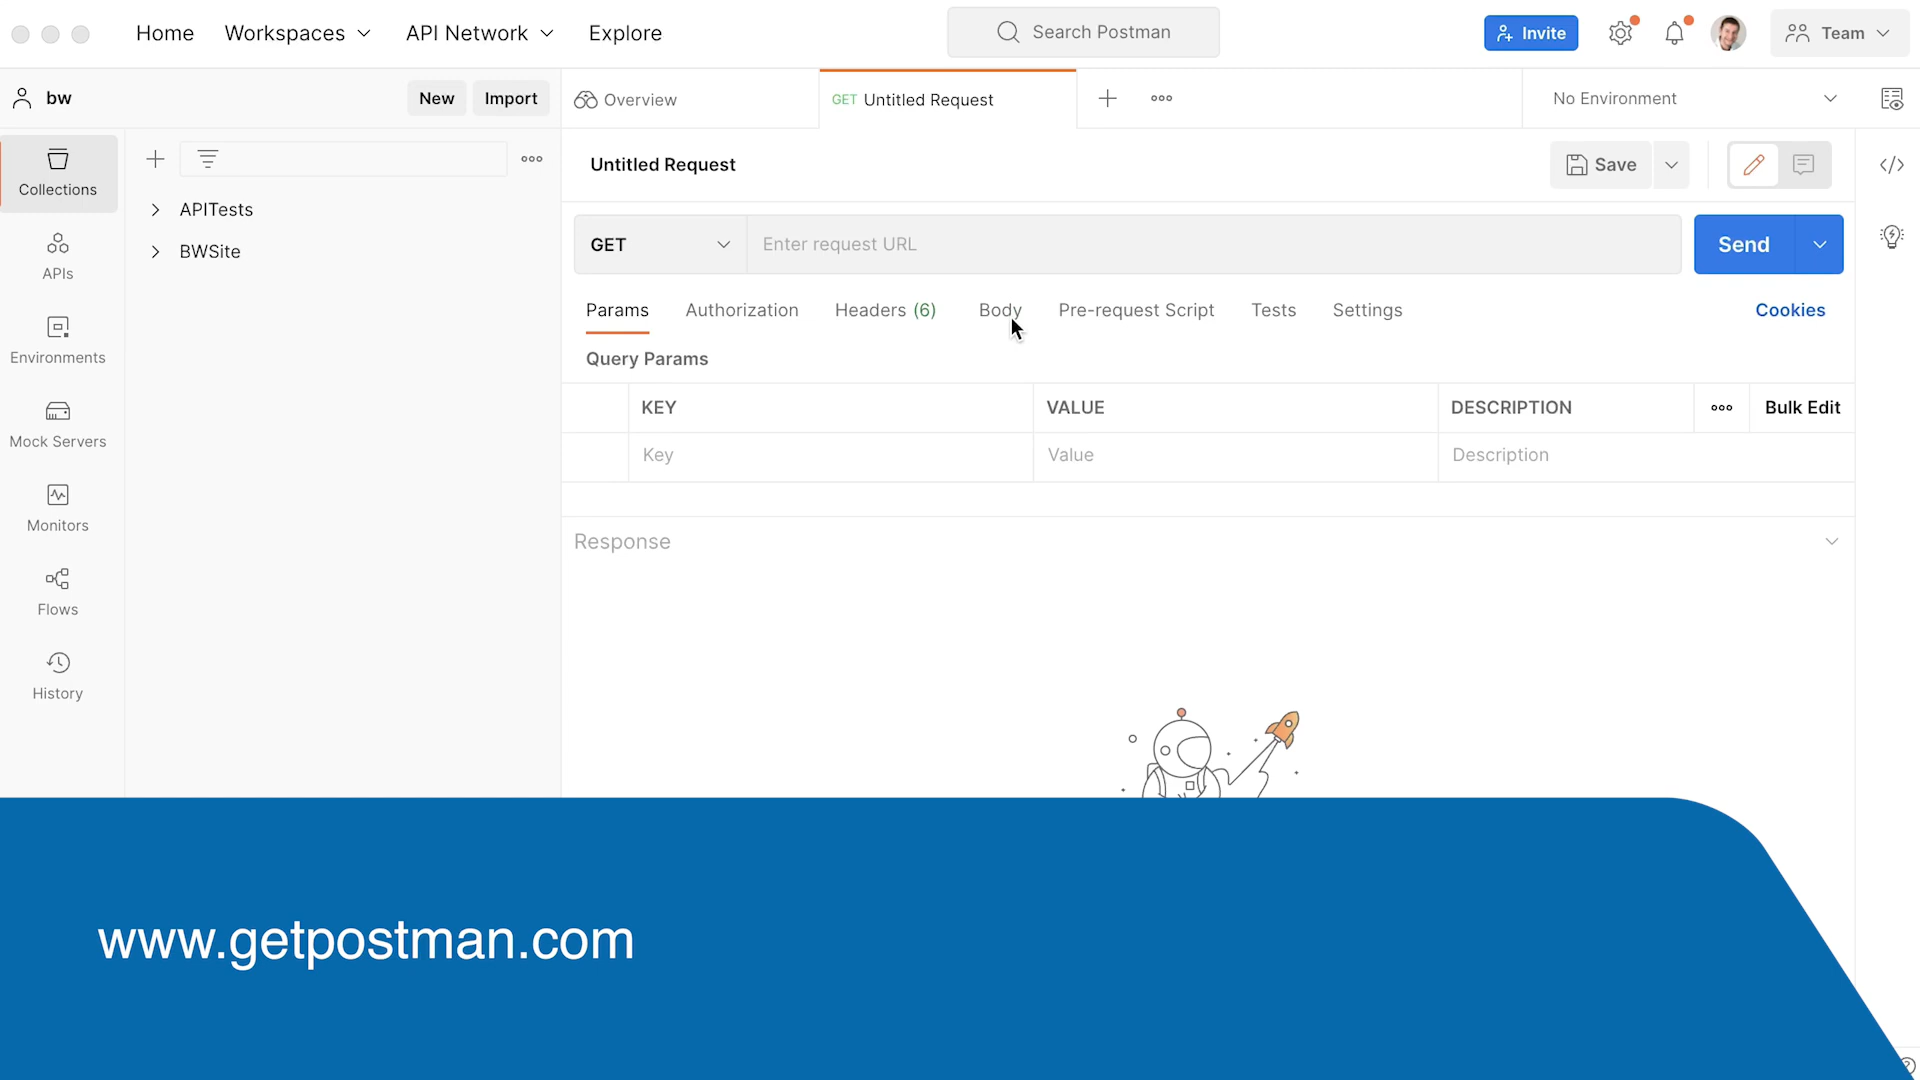 Home Workspaces API Network Explore Search Postman Invite Team
bw New Import Overview GET Untitled Request No Environment
Untitled Request Save
Collections
APIs
Environments
Mock Servers
Monitors
Flows
History
APITests
BWSite
GET Enter request URL Send
Params Authorization Headers (6) Body Pre-request Script Tests Settings Cookies
Query Params
KEY VALUE DESCRIPTION Bulk Edit
Key Value Description
Response
www.getpostman.com